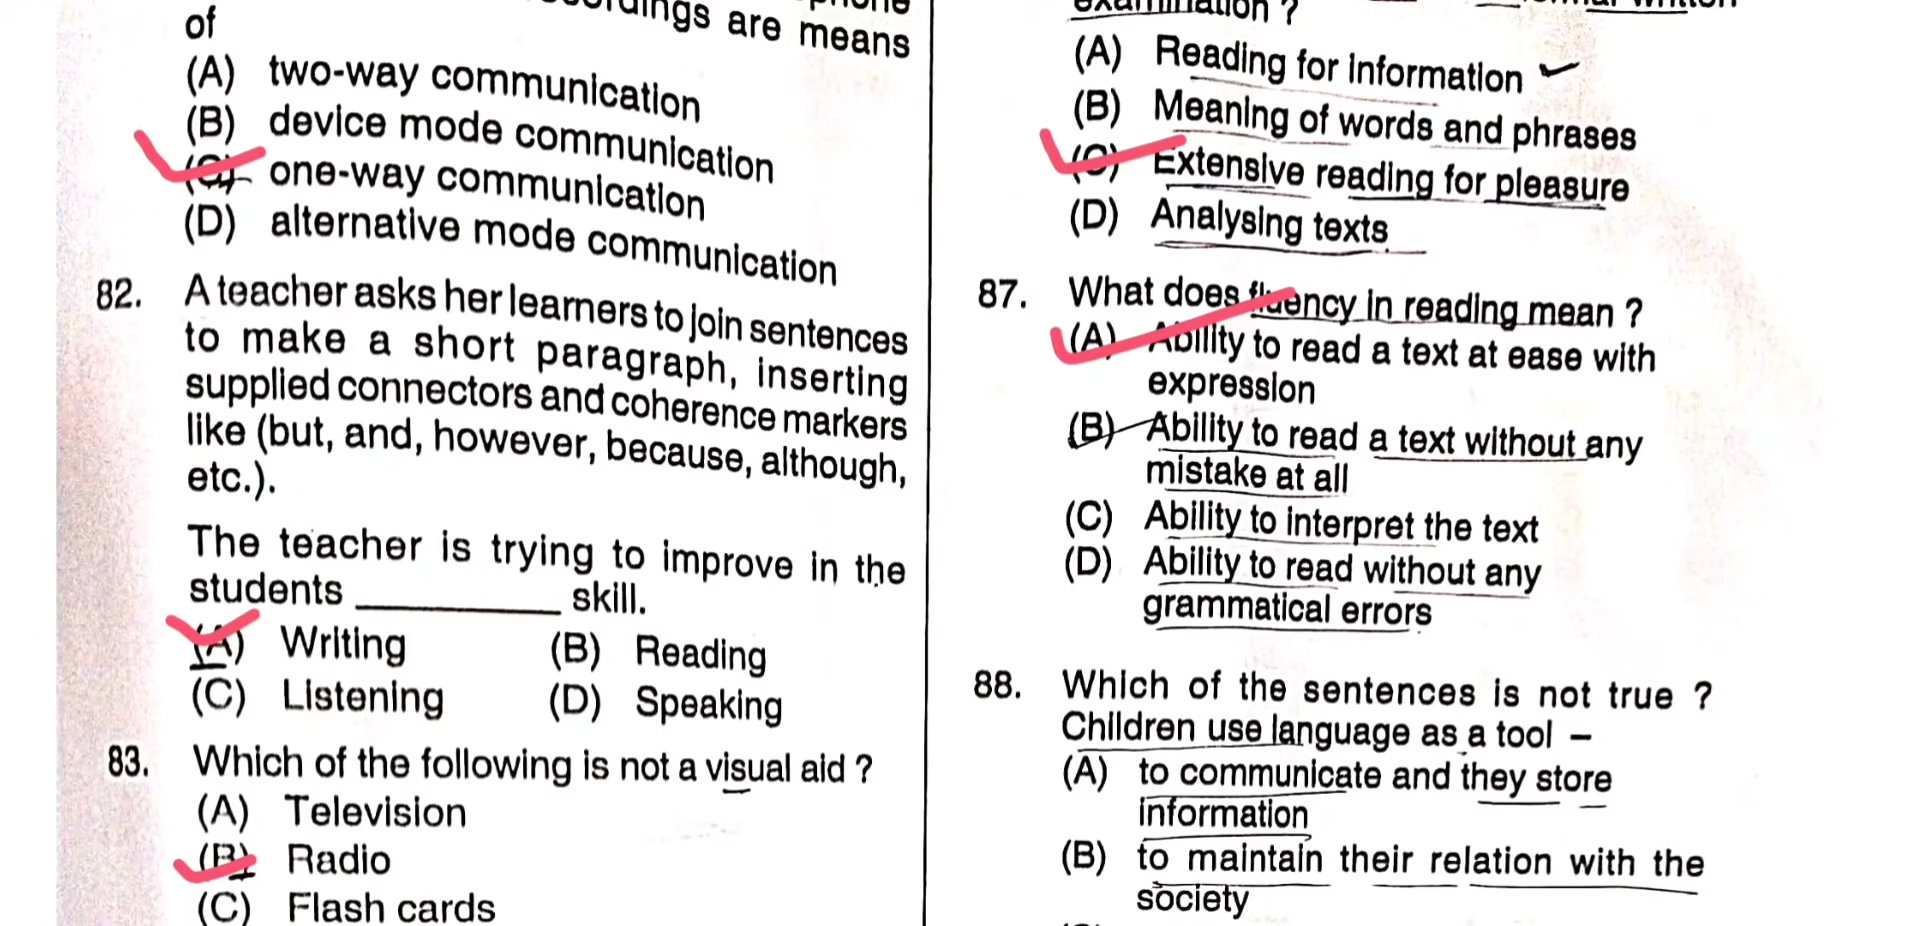 are means
of
(A) two-way communication
(B) device mode communication
(C) one-way communication
(D) alternative mode communication
82. A teacher asks her learners to join sentences
to make a short paragraph, inserting
supplied connectors and coherence markers
like (but, and, however, because, although,
etc.).
The teacher is trying to improve in the
students ________ skill.
(A) Writing (B) Reading
(C) Listening (D) Speaking
83. Which of the following is not a visual aid ?
(A) Television
(B) Radio
(C) Flash cards
examination ?
(A) Reading for information
(B) Meaning of words and phrases
(C) Extensive reading for pleasure
(D) Analysing texts
87. What does fluency in reading mean ?
(A) Ability to read a text at ease with
expression
(B) Ability to read a text without any
mistake at all
(C) Ability to interpret the text
(D) Ability to read without any
grammatical errors
88. Which of the sentences is not true ?
Children use language as a tool –
(A) to communicate and they store
information
(B) to maintain their relation with the
society